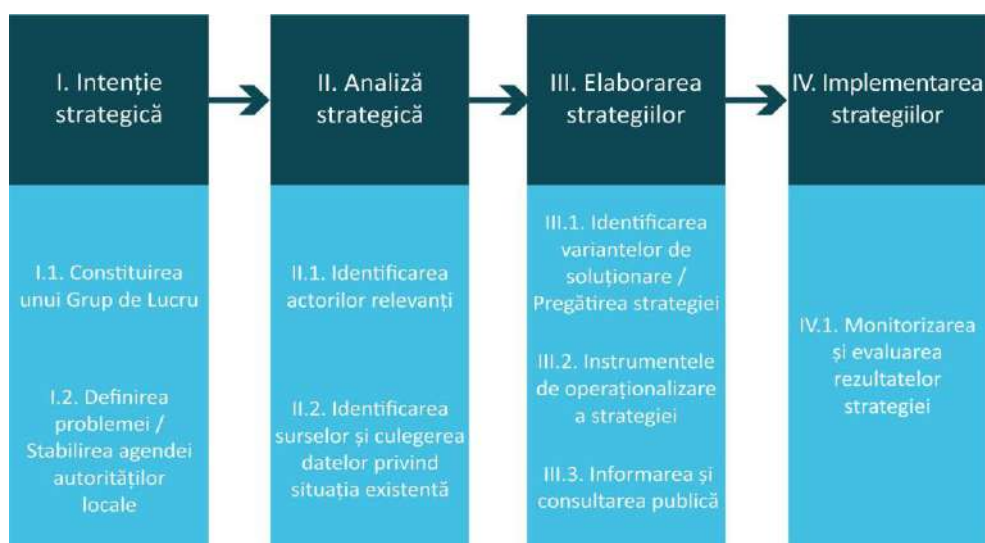 I. Intenție
strategică
I.1. Constituirea
unui Grup de Lucru
I.2. Definirea
problemei /
Stabilirea agendei
autorităților
locale
II. Analiză
strategică
II.1. Identificarea
actorilor relevanți
II.2. Identificarea
surselor și culegerea
datelor privind
situația existentă
III. Elaborarea
strategiilor
III.1. Identificarea
variantelor de
soluționare /
Pregătirea strategiei
III.2. Instrumentele
de operaționalizare
a strategiei
III.3. Informarea și
consultarea publică
IV. Implementarea
strategiilor
IV.1. Monitorizarea
și evaluarea
rezultatelor
strategiei